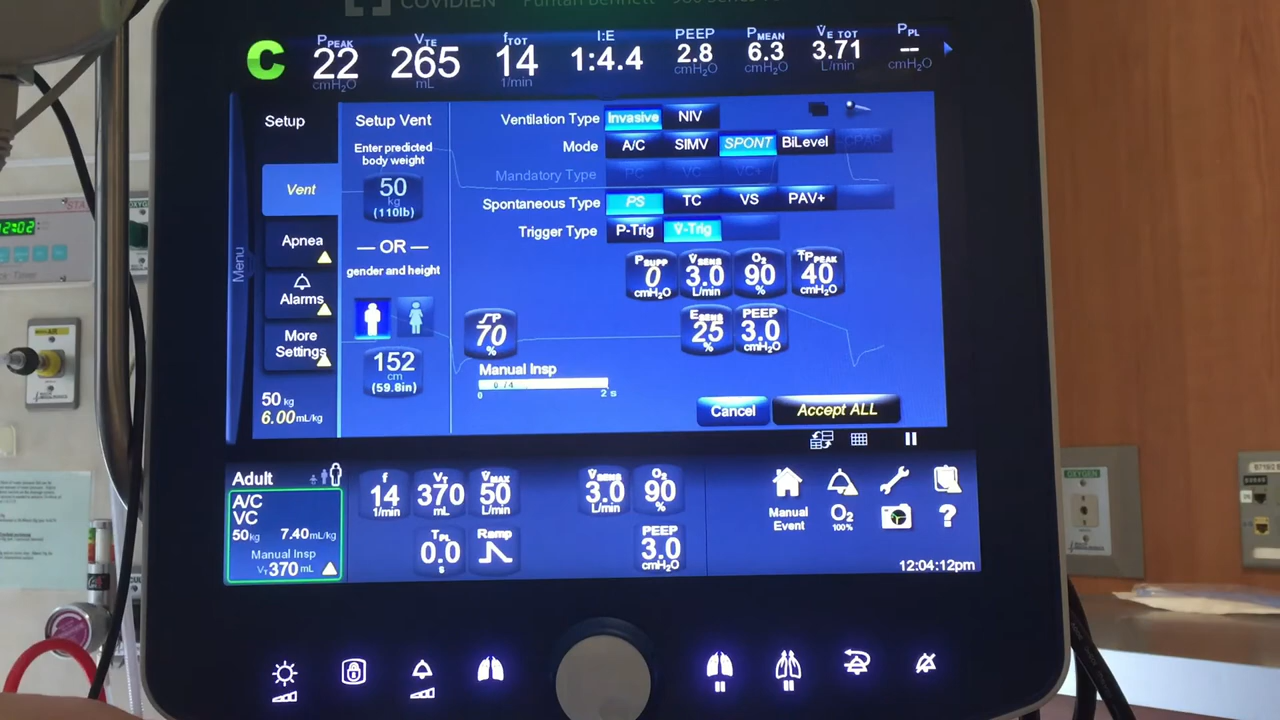 COVIDIEN Puritan Bennett
C
PPEAK VTE fTOT I:E PEEP PMEAN V̇E TOT PPL
22 265 14 1:4.4 2.8 6.3 3.71 --
cmH₂O mL 1/min cmH₂O cmH₂O L/min cmH₂O
Menu
Setup
Vent
Apnea
Alarms
More
Settings
50 kg
6.00 mL/kg
Setup Vent
Enter predicted
body weight
50
kg
(110lb)
— OR —
gender and height
152
cm
(59.8in)
Ventilation Type Invasive NIV
Mode A/C SIMV SPONT BiLevel CPAP
Mandatory Type PC VC VC+
Spontaneous Type PS TC VS PAV+
Trigger Type P-Trig V̇-Trig
PSUPP V̇SENS O₂ ↑PPEAK
0 3.0 90 40
cmH₂O L/min % cmH₂O
P ESENS PEEP
70 25 3.0
% % cmH₂O
Manual Insp
0 2 s
Cancel Accept ALL
Adult
A/C
VC
50kg 7.40mL/kg
Manual Insp
VT370 mL
f VT V̇MAX V̇SENS O₂
14 370 50 3.0 90
1/min mL L/min L/min %
TPL Ramp PEEP
0.0 3.0
s cmH₂O
Manual
Event
O₂
100%
?
12:04:12pm
12:02
OXYGEN